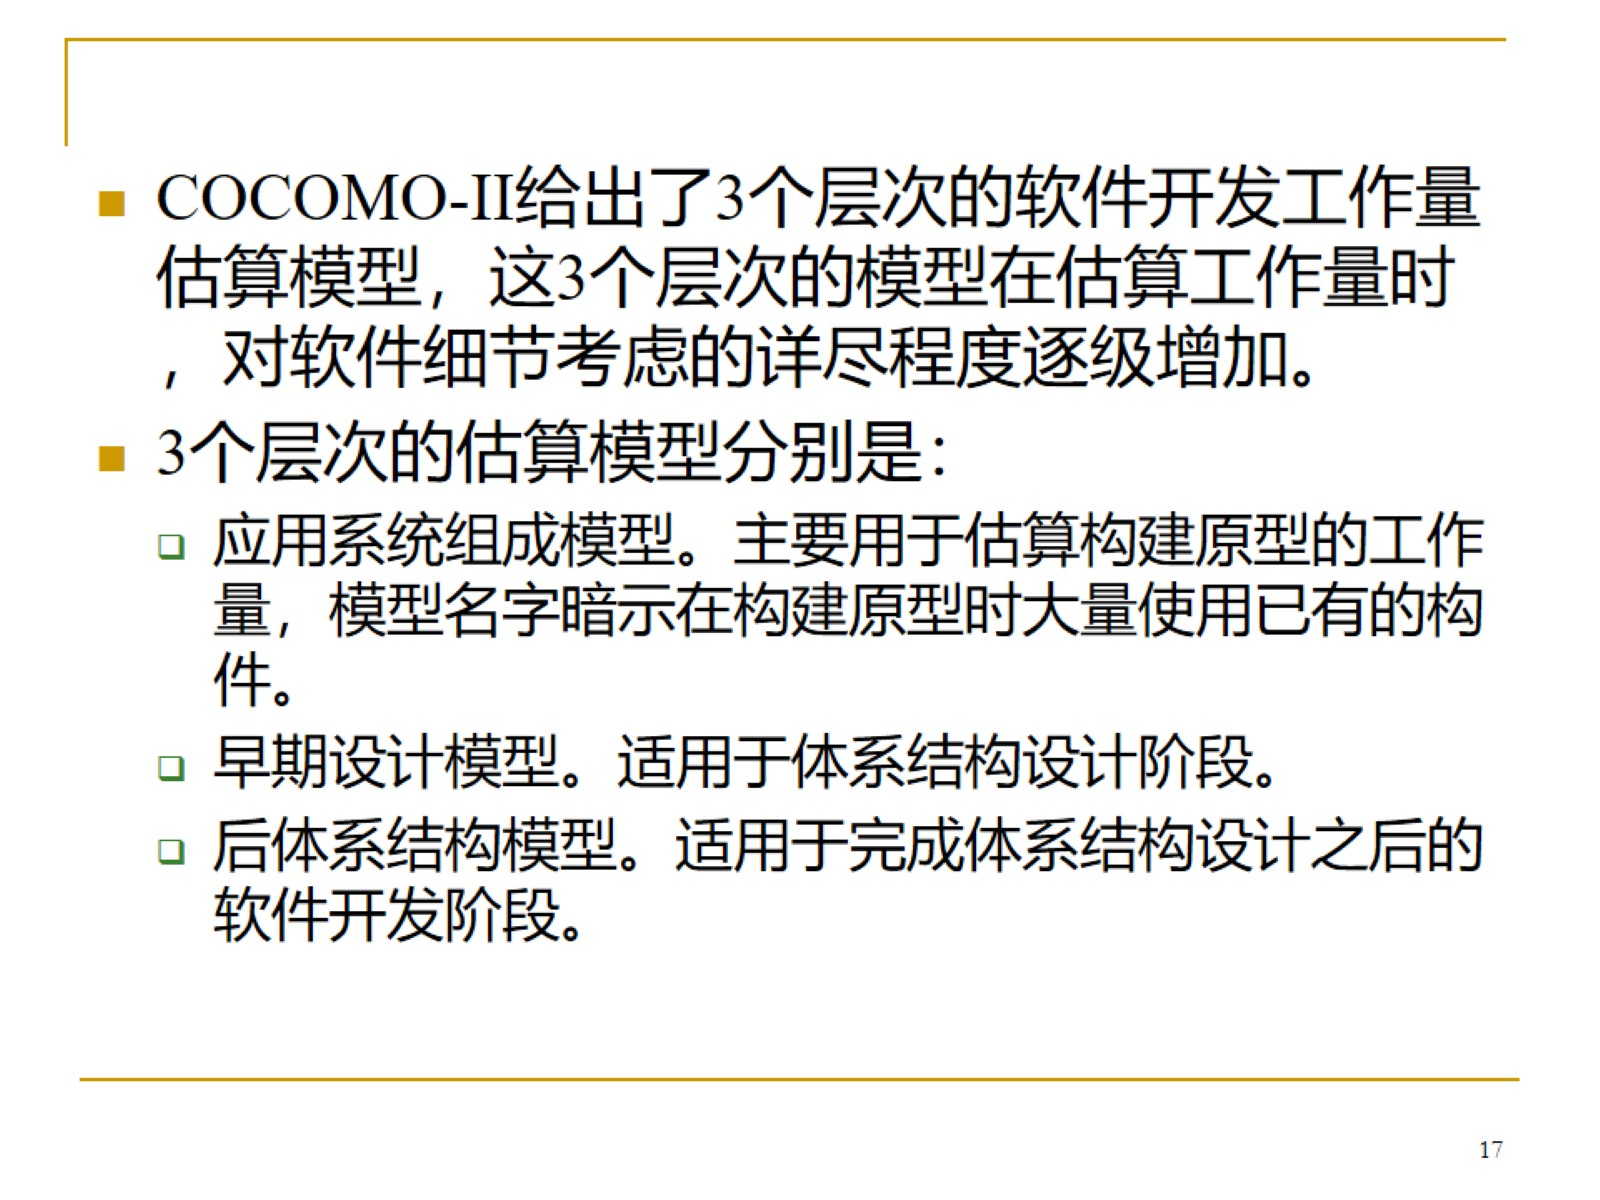 COCOMO-II给出了3个层次的软件开发工作量
估算模型，这3个层次的模型在估算工作量时
，对软件细节考虑的详尽程度逐级增加。
3个层次的估算模型分别是：
应用系统组成模型。主要用于估算构建原型的工作
量，模型名字暗示在构建原型时大量使用已有的构
件。
早期设计模型。适用于体系结构设计阶段。
后体系结构模型。适用于完成体系结构设计之后的
软件开发阶段。
17